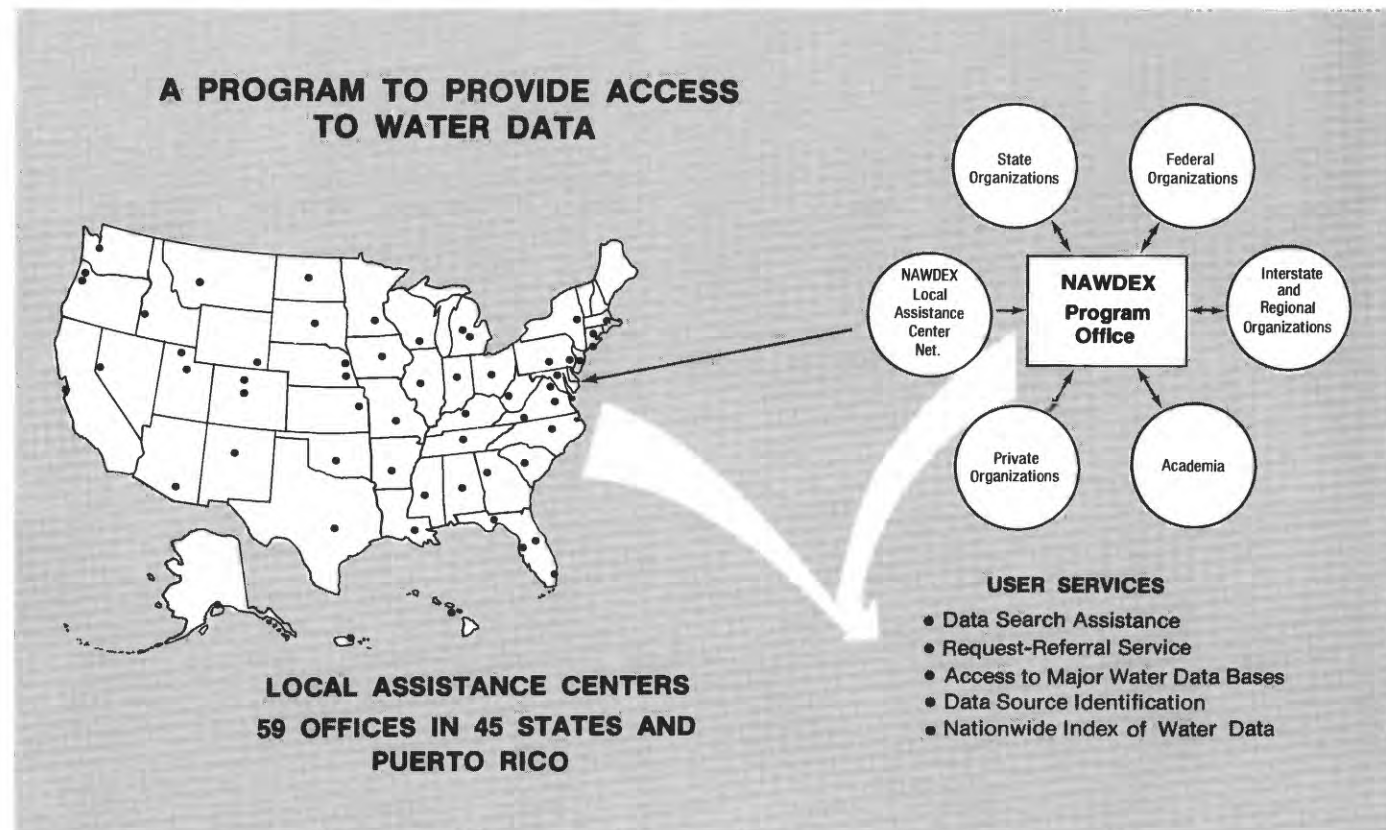 A PROGRAM TO PROVIDE ACCESS
TO WATER DATA
State
Organizations
Federal
Organizations
NAWDEX
Local
Assistance
Center
Net.
NAWDEX
Program
Office
Interstate
and
Regional
Organizations
Private
Organizations
Academia
LOCAL ASSISTANCE CENTERS
59 OFFICES IN 45 STATES AND
PUERTO RICO
USER SERVICES
• Data Search Assistance
• Request-Referral Service
• Access to Major Water Data Bases
• Data Source Identification
• Nationwide Index of Water Data